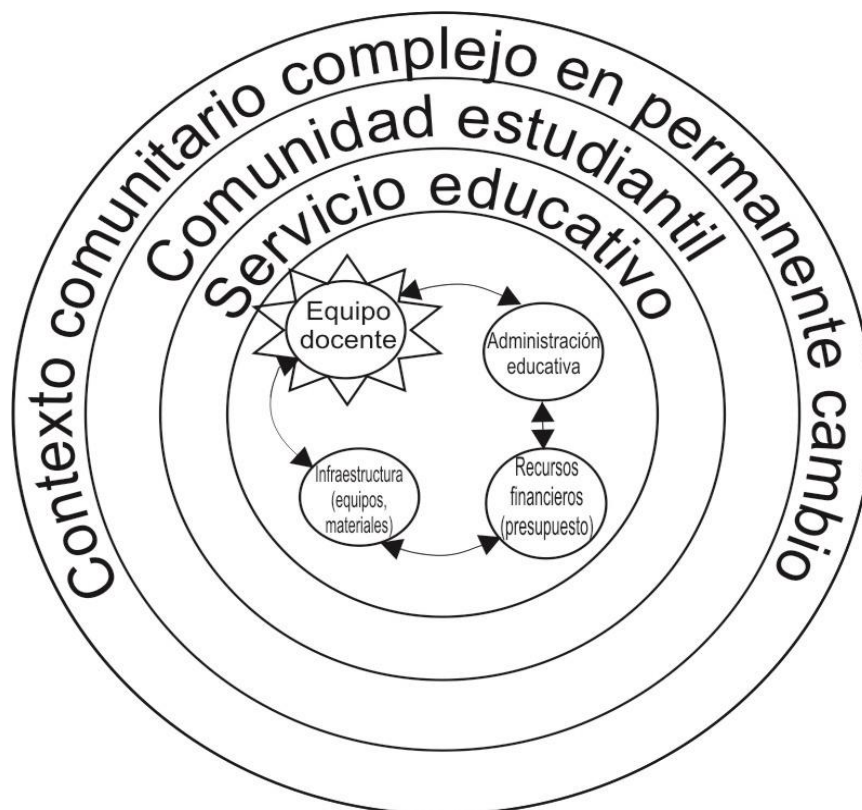 Contexto comunitario complejo en permanente cambio
Comunidad estudiantil
Servicio educativo
Equipo
docente
Administración
educativa
Infraestructura
(equipos,
materiales)
Recursos
financieros
(presupuesto)